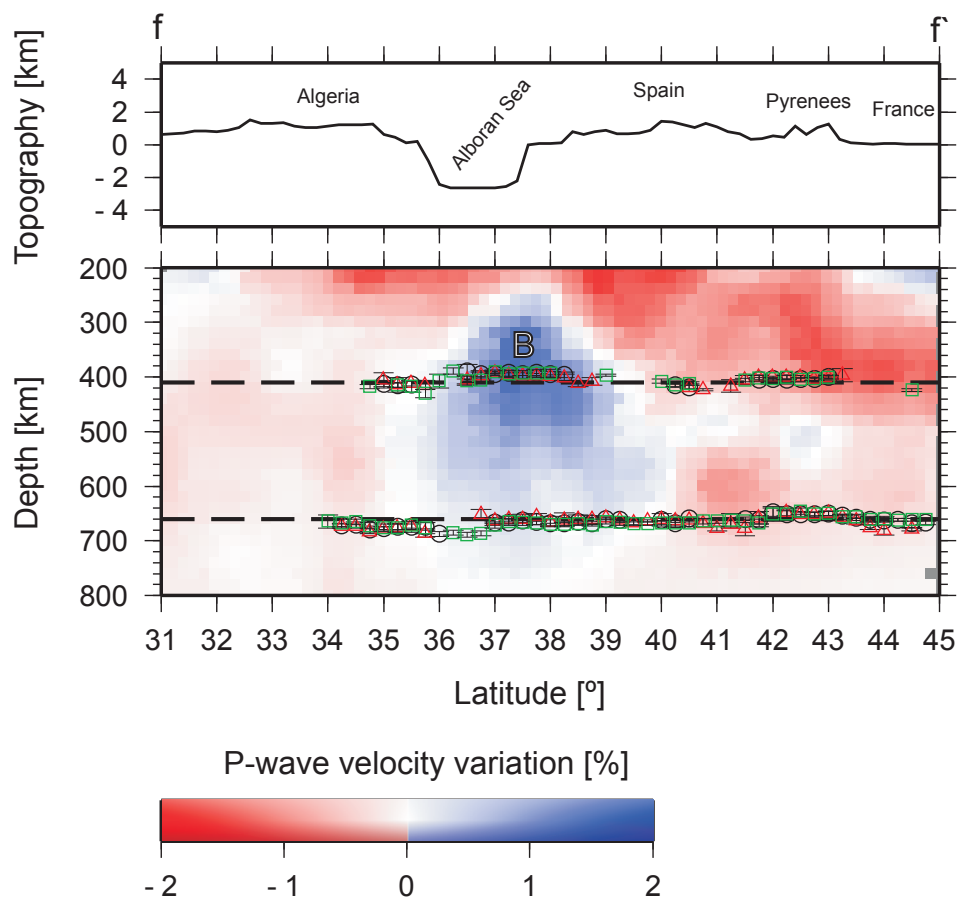 f f`
Topography [km]
4
2
0
- 2
- 4
Algeria
Alboran Sea
Spain
Pyrenees
France
Depth [km]
200
300
400
500
600
700
800
B
31 32 33 34 35 36 37 38 39 40 41 42 43 44 45
Latitude [º]
P-wave velocity variation [%]
- 2 - 1 0 1 2